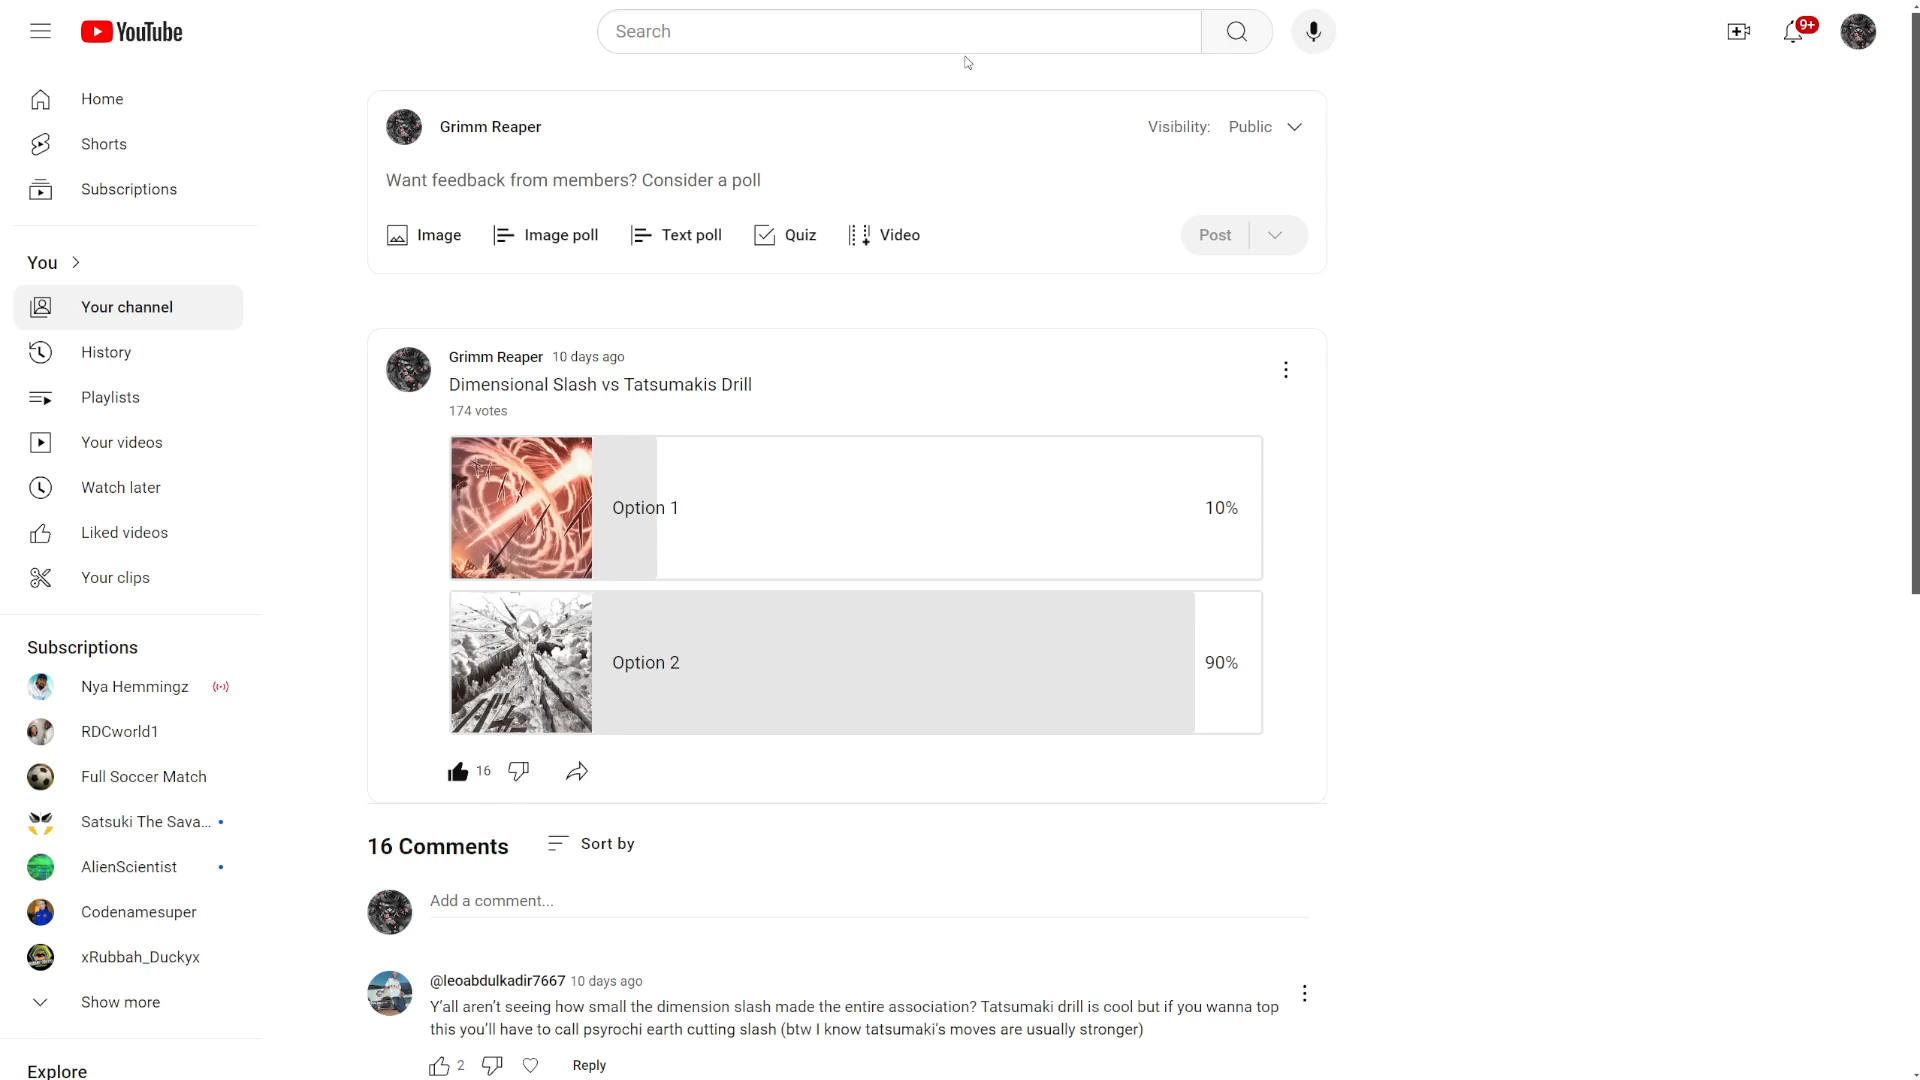 YouTube
Search
9+
Home
Shorts
Subscriptions
You
Your channel
History
Playlists
Your videos
Watch later
Liked videos
Your clips
Subscriptions
Nya Hemmingz
RDCworld1
Full Soccer Match
Satsuki The Sava...
AlienScientist
Codenamesuper
xRubbah_Duckyx
Show more
Explore
Grimm Reaper
Visibility: Public
Want feedback from members? Consider a poll
Image Image poll Text poll Quiz Video Post
Grimm Reaper 10 days ago
Dimensional Slash vs Tatsumakis Drill
174 votes
Option 1 10%
Option 2 90%
16
16 Comments Sort by
Add a comment...
@leoabdulkadir7667 10 days ago
Y'all aren't seeing how small the dimension slash made the entire association? Tatsumaki drill is cool but if you wanna top
this you'll have to call psyrochi earth cutting slash (btw I know tatsumaki's moves are usually stronger)
2 Reply